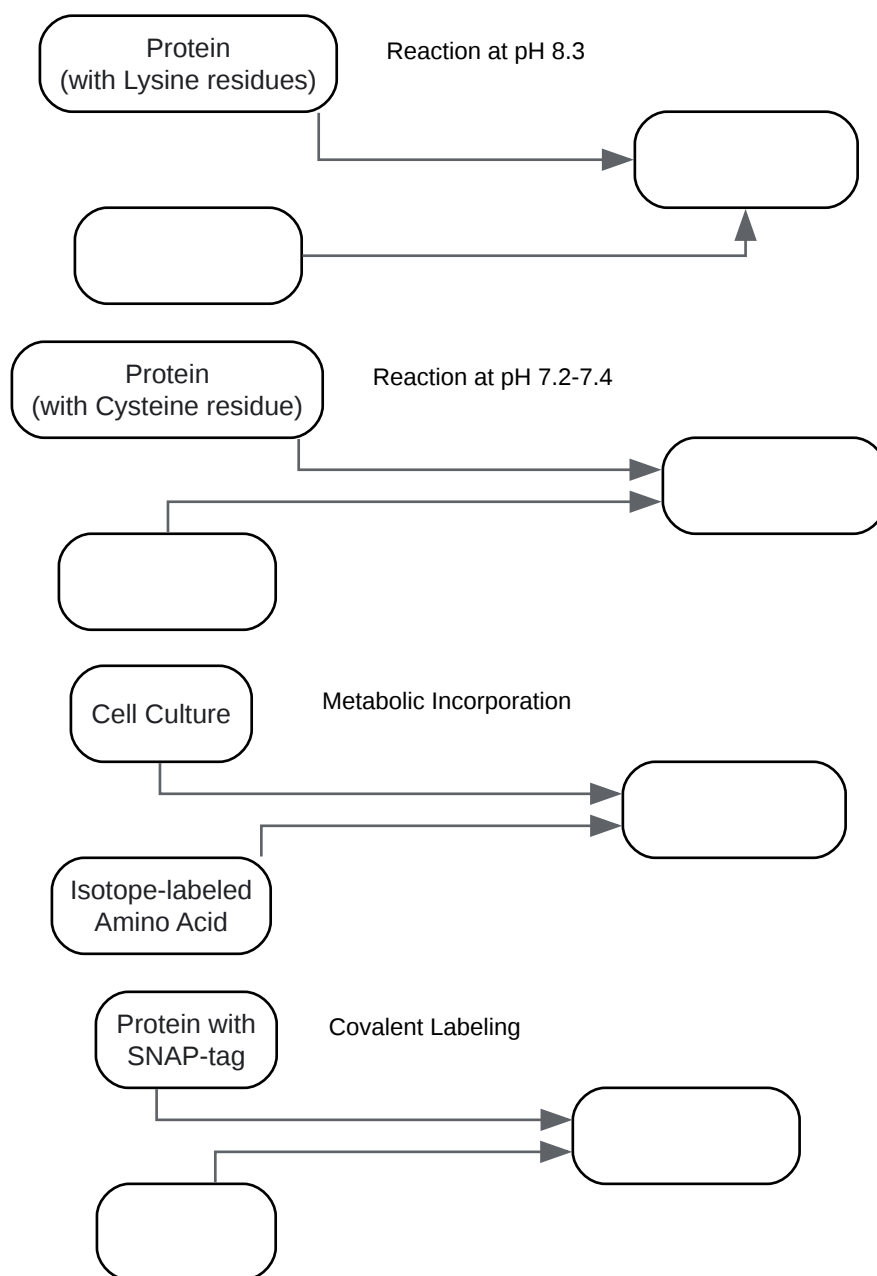 Protein
(with Lysine residues)
Reaction at pH 8.3
Protein
(with Cysteine residue)
Reaction at pH 7.2-7.4
Cell Culture
Metabolic Incorporation
Isotope-labeled
Amino Acid
Protein with
SNAP-tag
Covalent Labeling